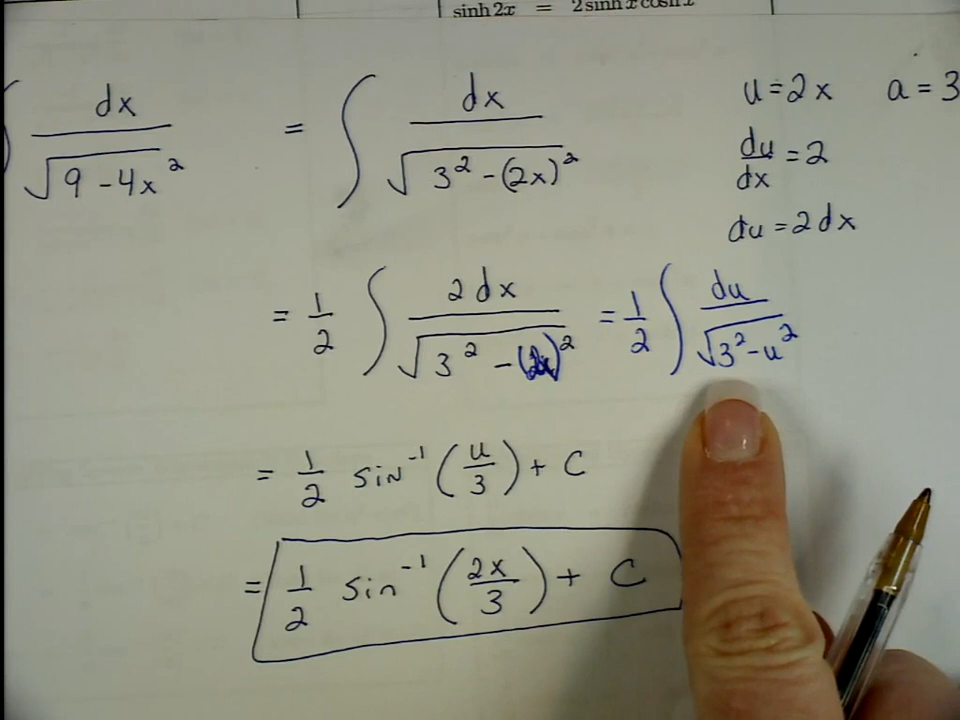 sinh 2x = 2 sinh x cosh x
∫ dx / √(9 - 4x²) = ∫ dx / √(3² - (2x)²)
u = 2x a = 3
du/dx = 2
du = 2 dx
= 1/2 ∫ 2 dx / √(3² - (2x)²) = 1/2 ∫ du / √(3² - u²)
= 1/2 sin⁻¹ (u/3) + C
= 1/2 sin⁻¹ (2x/3) + C